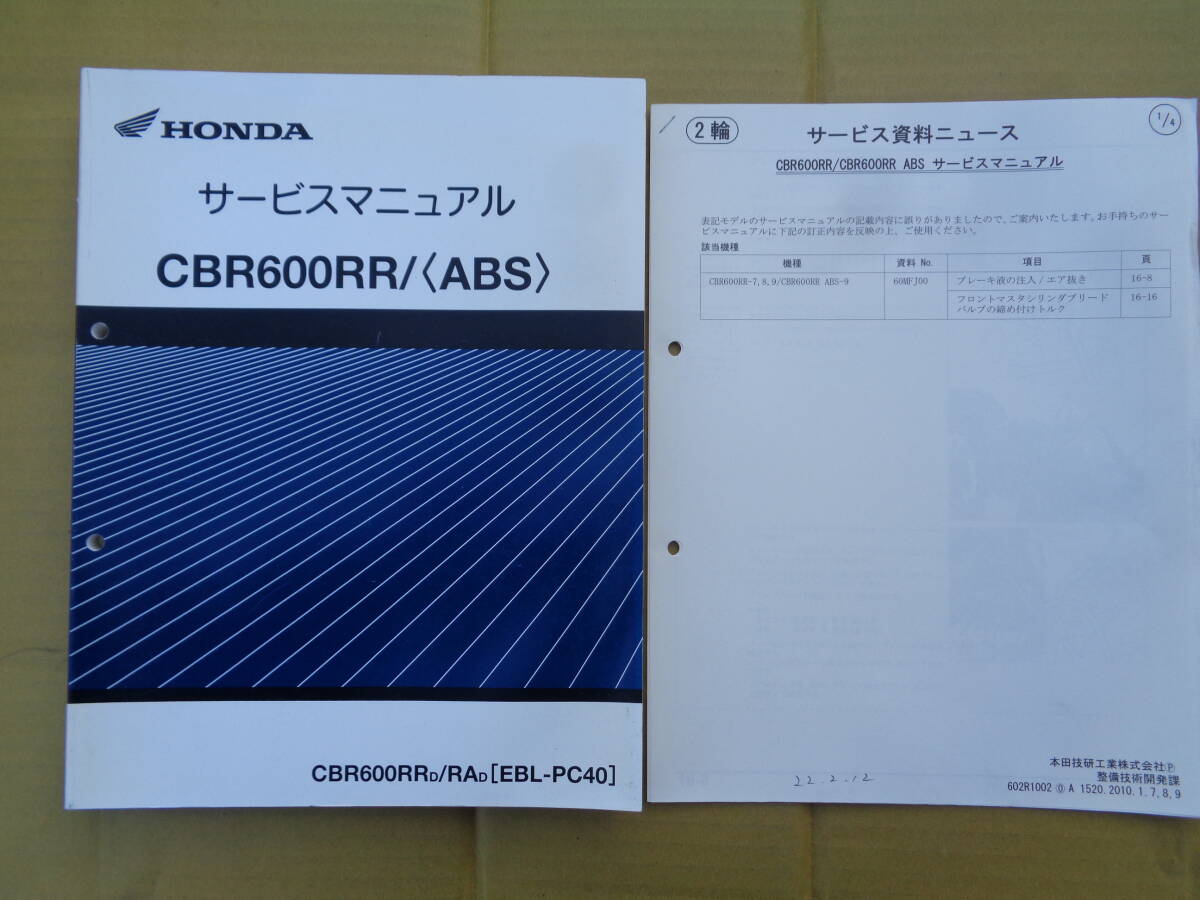 HONDA
サービスマニュアル
CBR600RR/〈ABS〉
CBR600RRD/RAD[EBL-PC40]
2輪
サービス資料ニュース
1/4
CBR600RR/CBR600RR ABS サービスマニュアル
表記モデルのサービスマニュアルの記載内容に誤りがありましたので、ご案内いたします。お手持ちのサー
ビスマニュアルに下記の訂正内容を反映の上、ご使用ください。
該当機種
機種 資料 No. 項目 頁
CBR600RR-7,8,9/CBR600RR ABS-9 60MFJ00 ブレーキ液の注入/エア抜き 16-8
フロントマスタシリンダブリード 16-16
バルブの締め付けトルク
22.2.12
本田技研工業株式会社Ⓟ
整備技術開発課
602R1002 ⓪ A 1520.2010.1.7,8,9